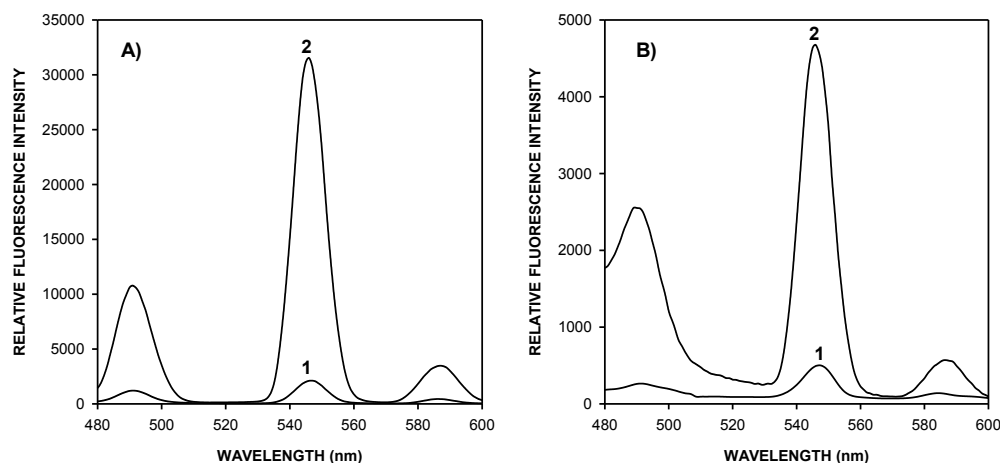 A)
2
1
35000
30000
25000
20000
15000
10000
5000
0
480 500 520 540 560 580 600
WAVELENGTH (nm)
RELATIVE FLUORESCENCE INTENSITY
B)
2
1
5000
4000
3000
2000
1000
0
480 500 520 540 560 580 600
WAVELENGTH (nm)
RELATIVE FLUORESCENCE INTENSITY